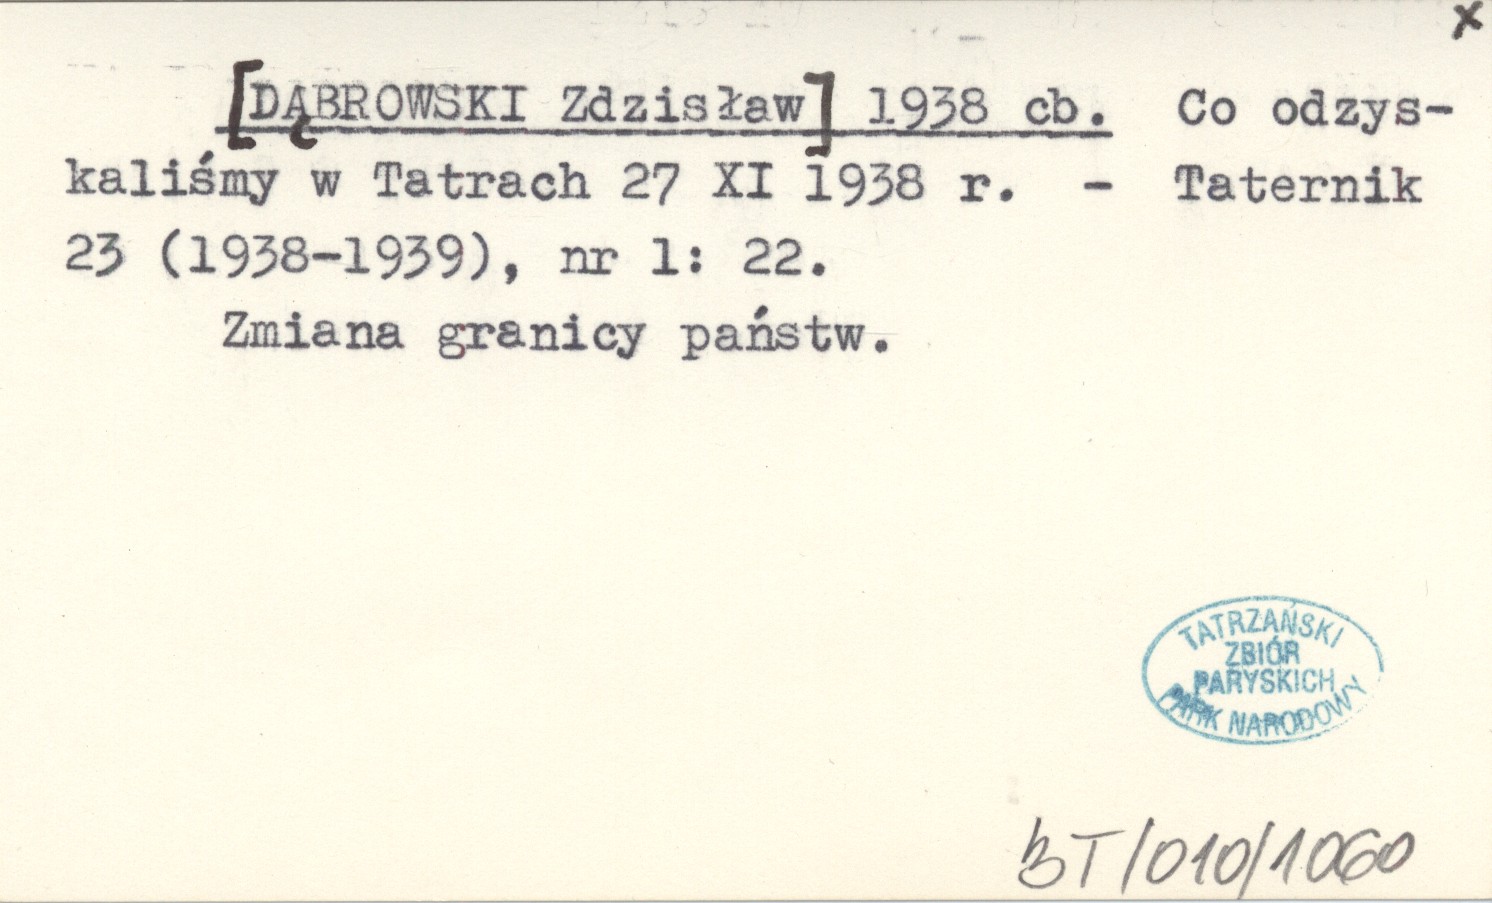 x
[DĄBROWSKI Zdzisław] 1938 cb. Co odzys-
kaliśmy w Tatrach 27 XI 1938 r. - Taternik
23 (1938-1939), nr 1: 22.
Zmiana granicy państw.
TATRZAŃSKI
ZBIÓR
PARYSKICH
PARK NARODOWY
BT/010/1060